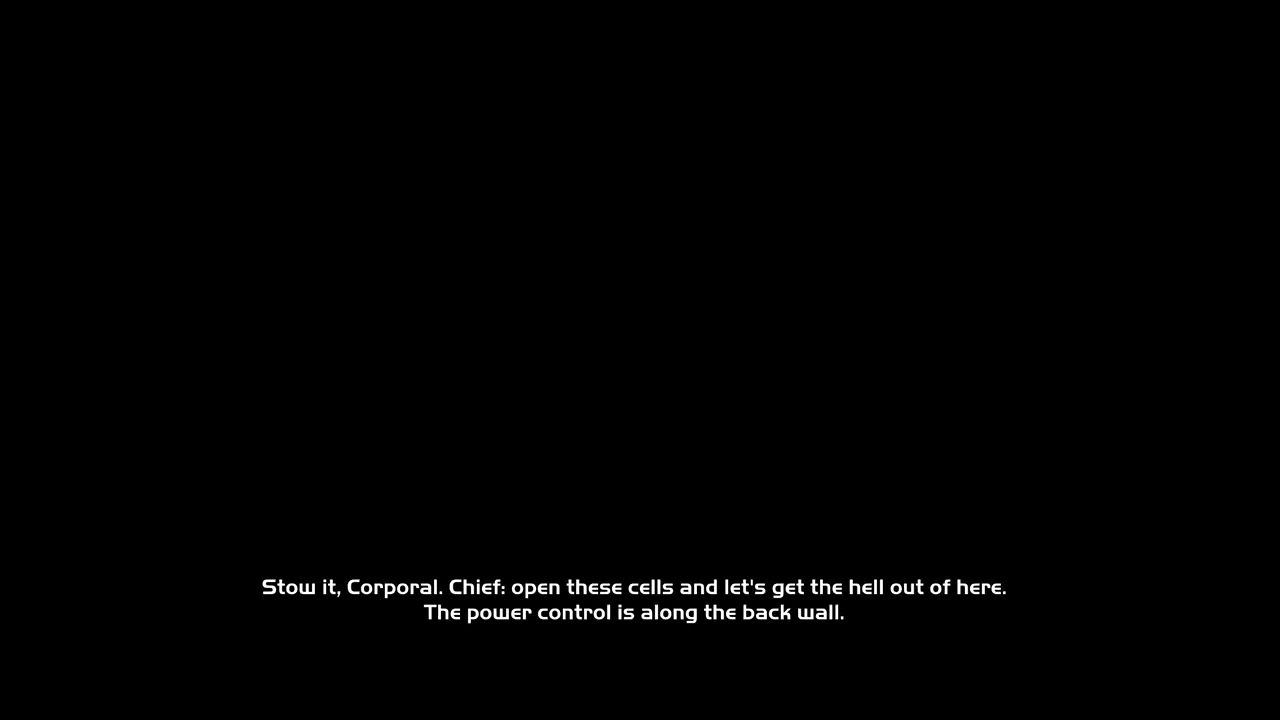 Stow it, Corporal. Chief: open these cells and let's get the hell out of here.
The power control is along the back wall.